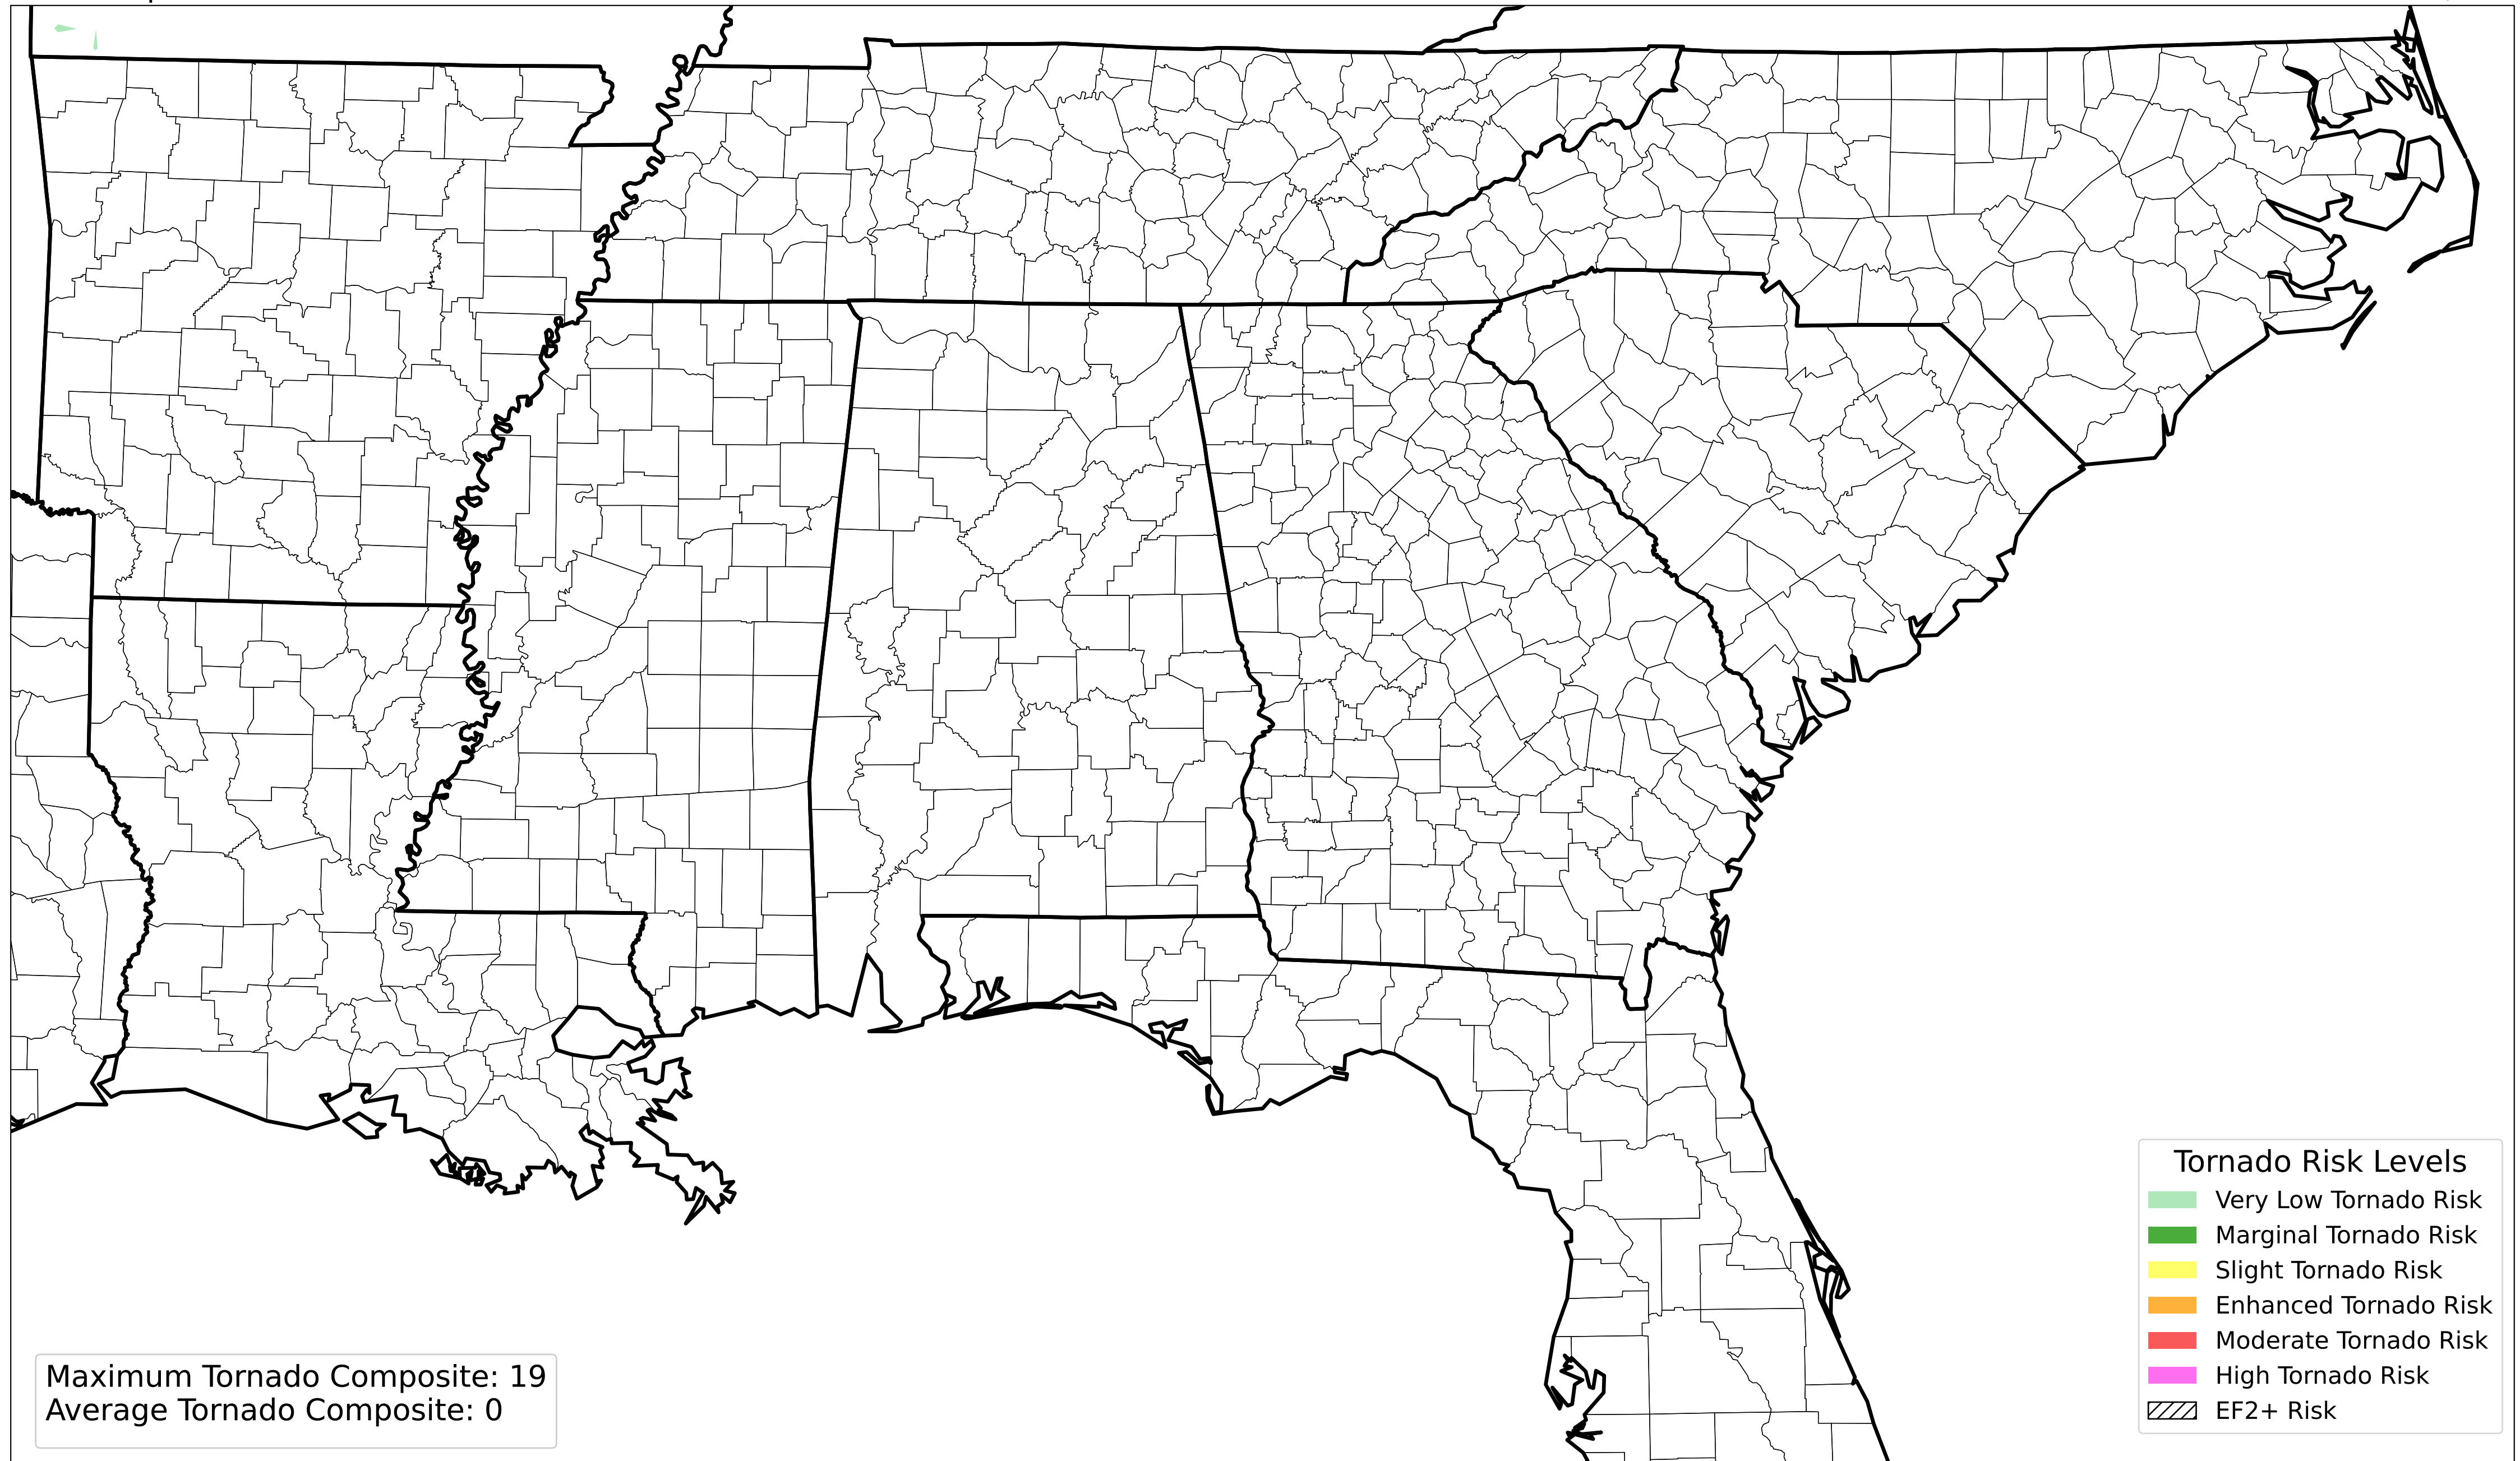 Tornado Risk Levels
Very Low Tornado Risk
Marginal Tornado Risk
Slight Tornado Risk
Enhanced Tornado Risk
Moderate Tornado Risk
High Tornado Risk
EF2+ Risk
Maximum Tornado Composite: 19
Average Tornado Composite: 0